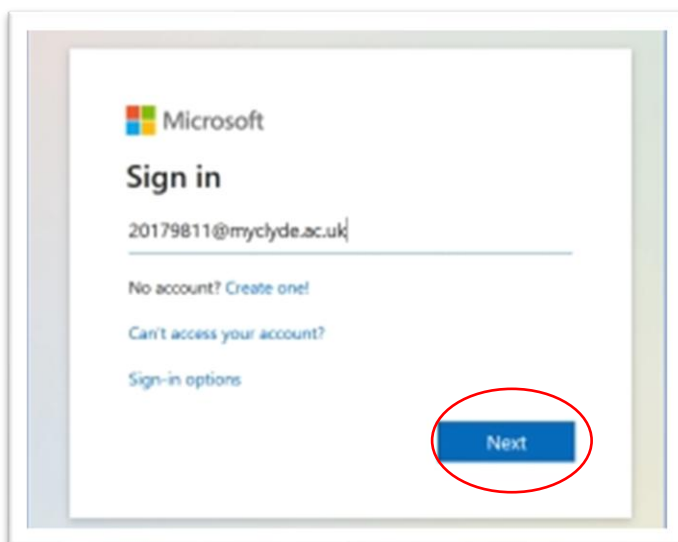 Microsoft
Sign in
20179811@myclyde.ac.uk
No account? Create one!
Can't access your account?
Sign-in options
Next